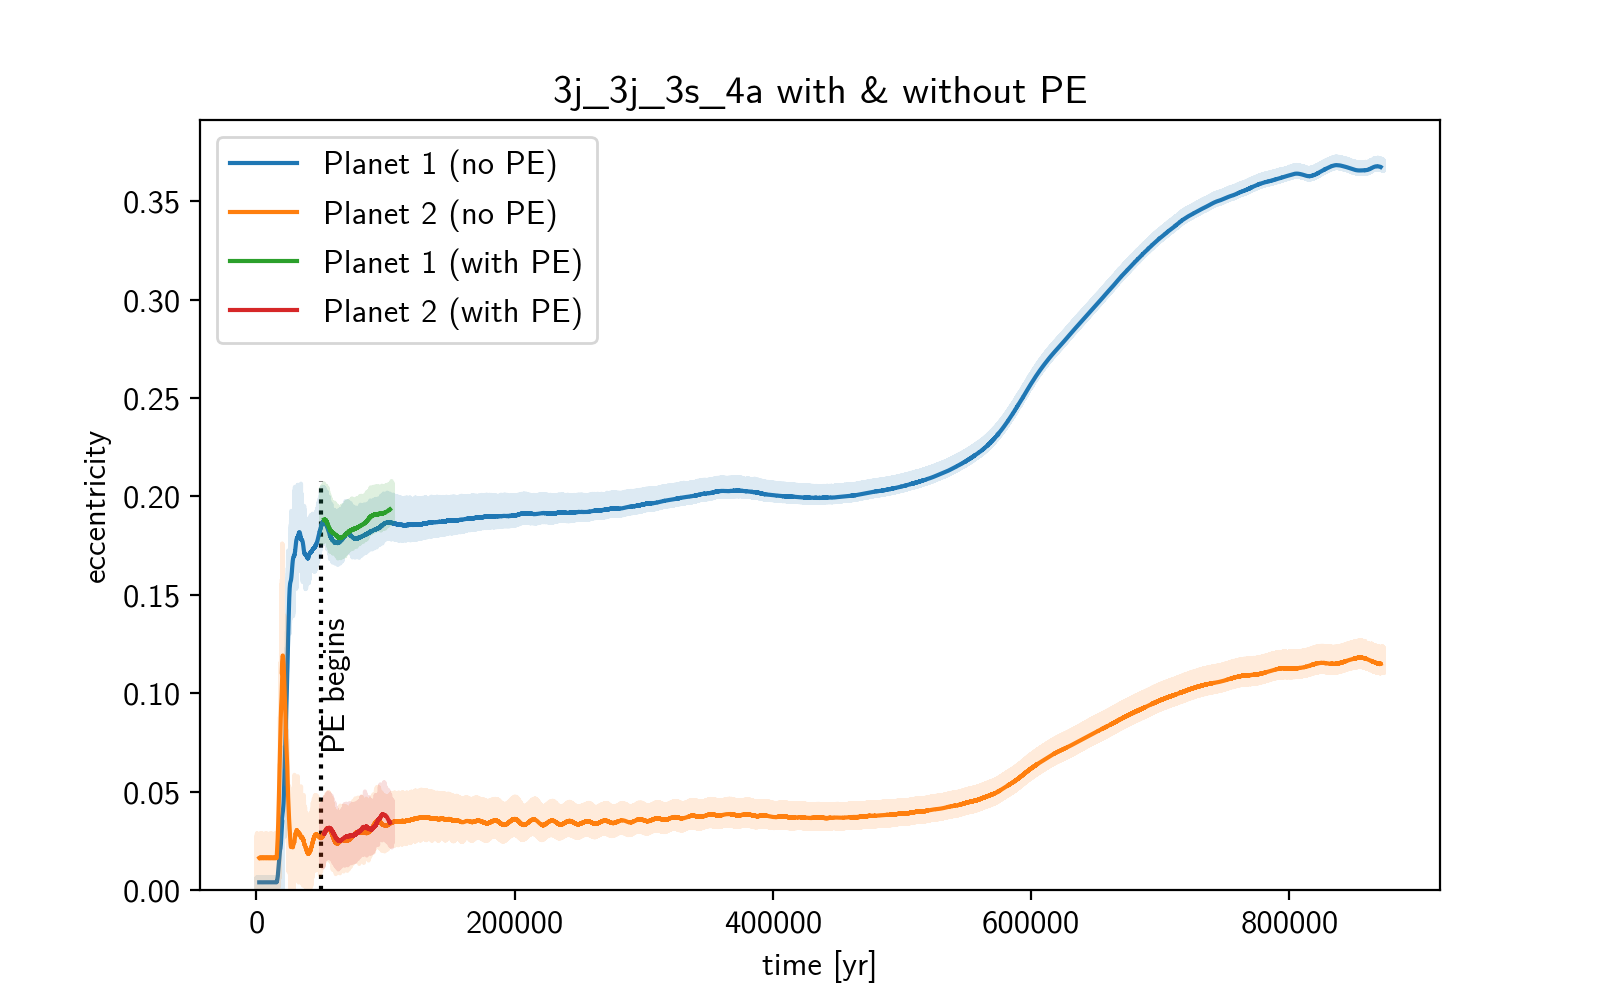 3j_3j_3s_4a with & without PE
Planet 1 (no PE)
Planet 2 (no PE)
Planet 1 (with PE)
Planet 2 (with PE)
eccentricity
0.35
0.30
0.25
0.20
0.15
0.10
0.05
0.00
PE begins
0
200000
400000
600000
800000
time [yr]